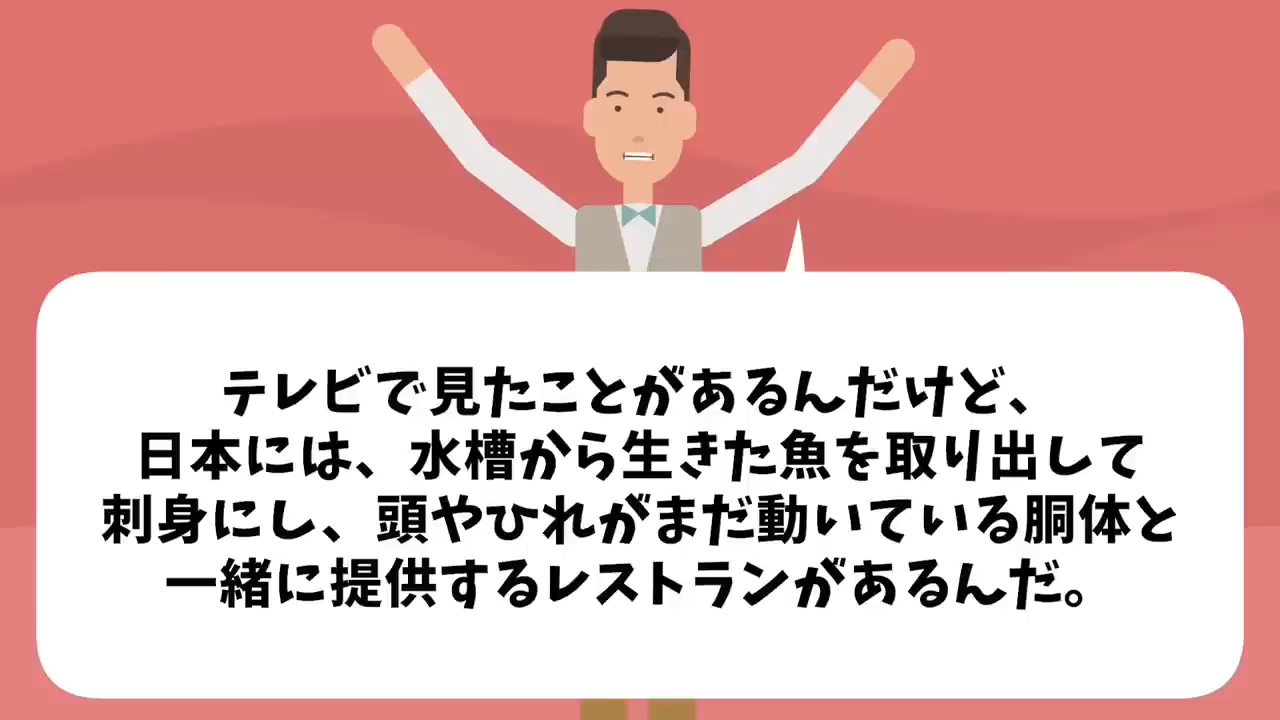 テレビで見たことがあるんだけど、
日本には、水槽から生きた魚を取り出して
刺身にし、頭やひれがまだ動いている胴体と
一緒に提供するレストランがあるんだ。